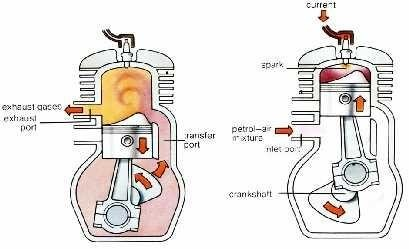 current
spark
exhaust gases
exhaust
port
transfer
port
petrol–air
mixture
inlet port
crankshaft